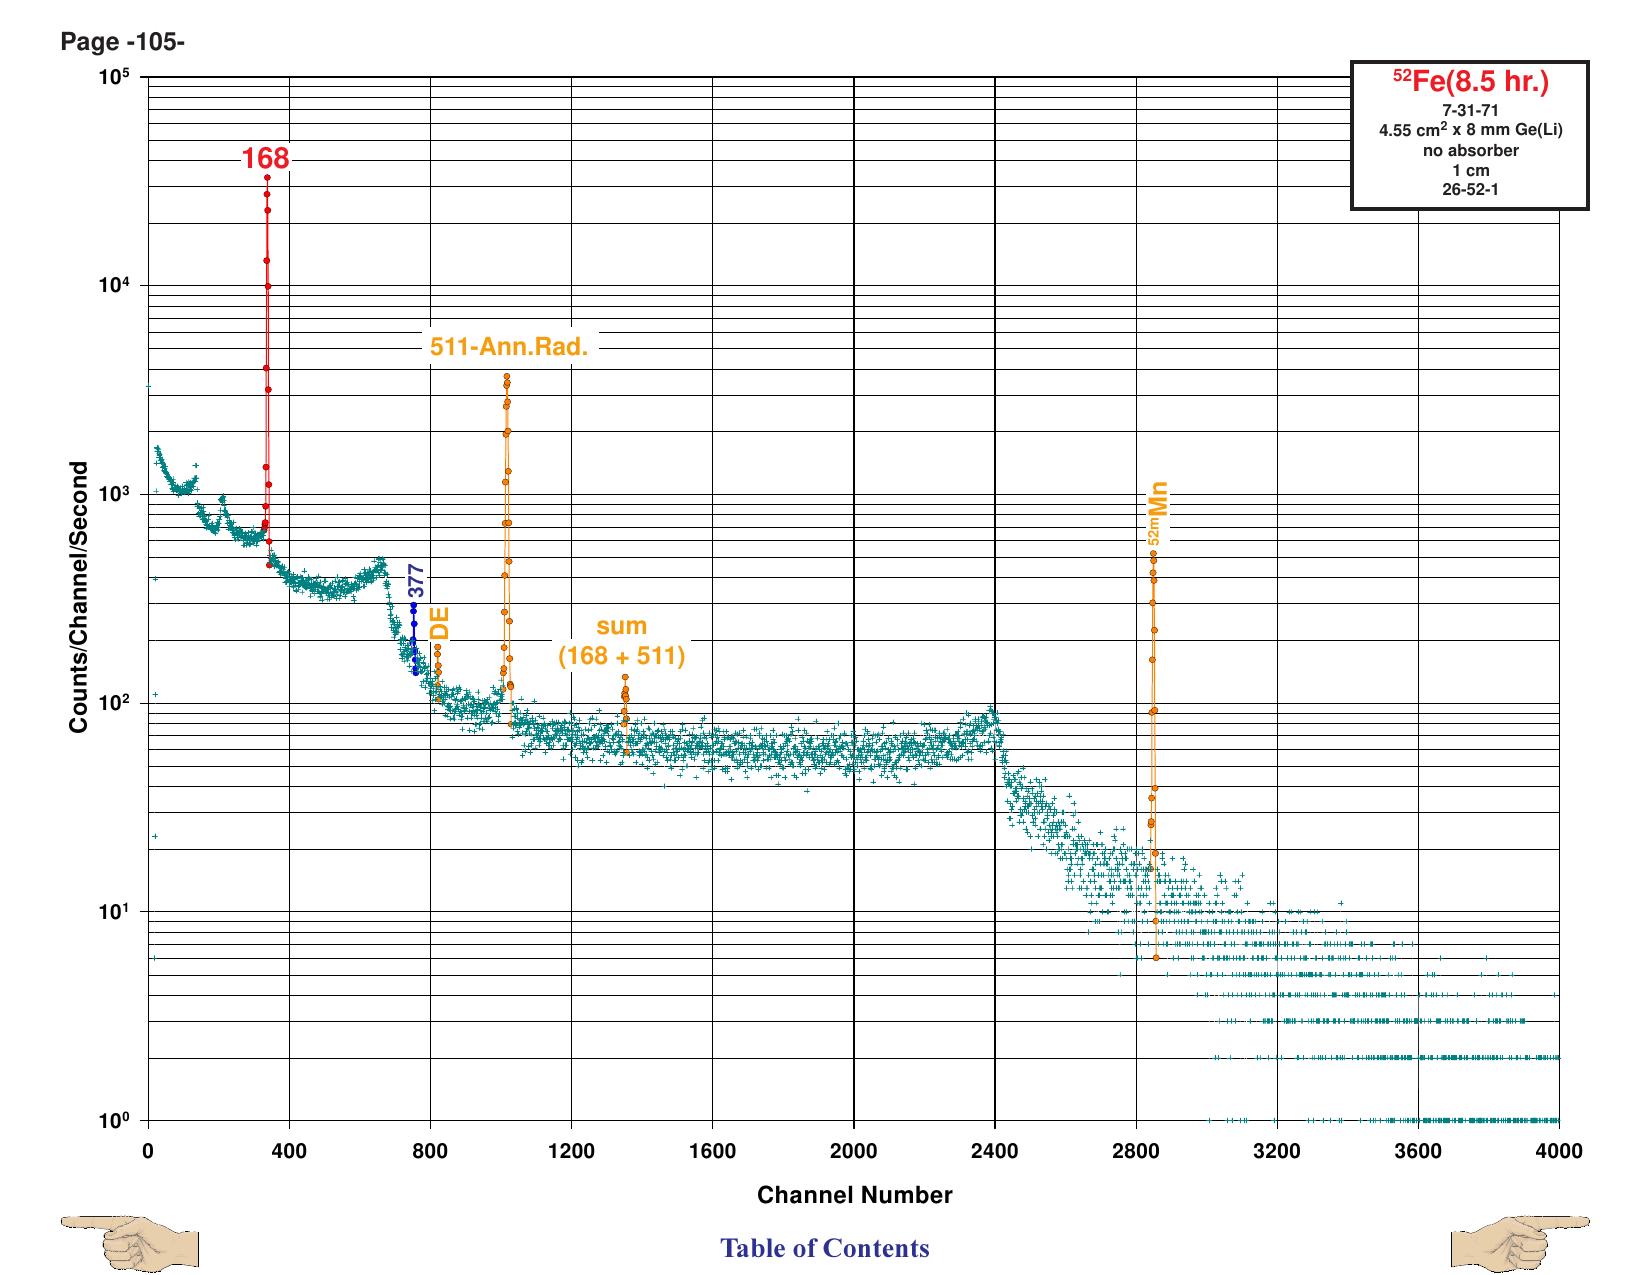 Page -105-
⁵²Fe(8.5 hr.)
7-31-71
4.55 cm² x 8 mm Ge(Li)
no absorber
1 cm
26-52-1
10⁵
10⁴
10³
10²
10¹
10⁰
Counts/Channel/Second
168
511-Ann.Rad.
377
DE
sum
(168 + 511)
⁵²ᵐMn
0 400 800 1200 1600 2000 2400 2800 3200 3600 4000
Channel Number
Table of Contents